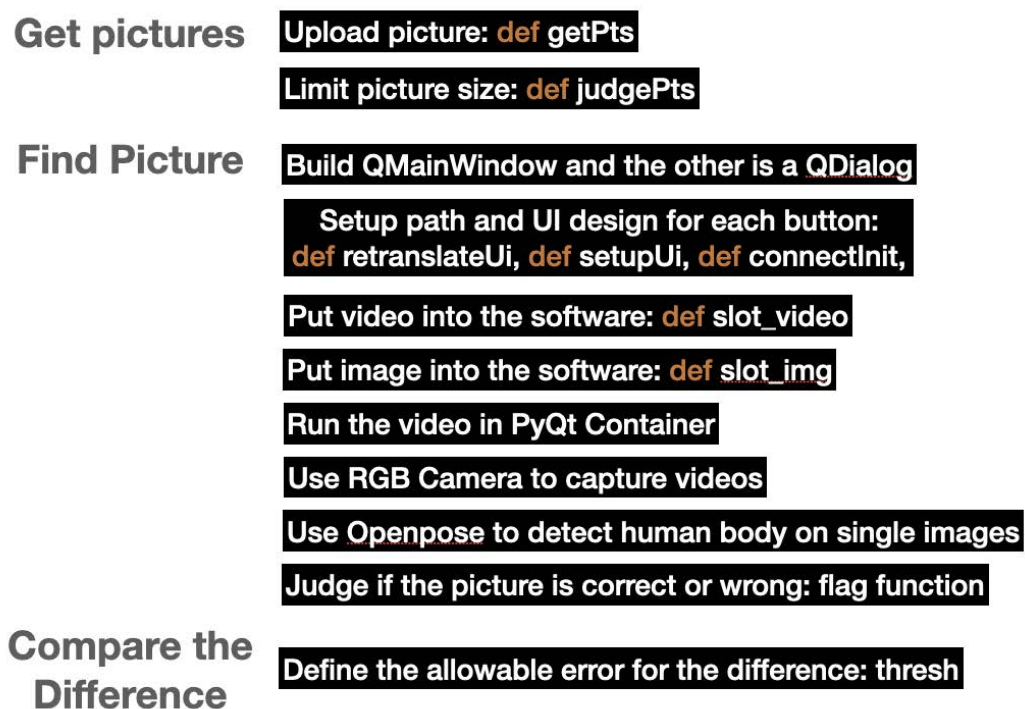 Get pictures
Upload picture: def getPts
Limit picture size: def judgePts
Find Picture
Build QMainWindow and the other is a QDialog
Setup path and UI design for each button:
def retranslateUi, def setupUi, def connectInit,
Put video into the software: def slot_video
Put image into the software: def slot_img
Run the video in PyQt Container
Use RGB Camera to capture videos
Use Openpose to detect human body on single images
Judge if the picture is correct or wrong: flag function
Compare the
Difference
Define the allowable error for the difference: thresh